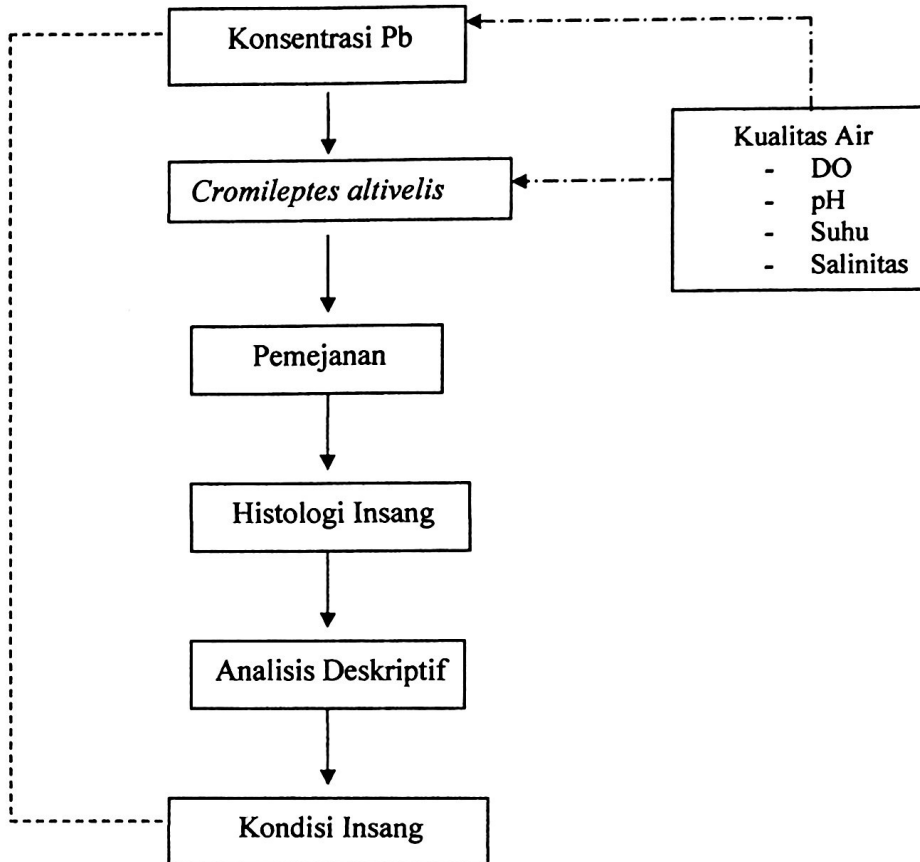 Konsentrasi Pb
Cromileptes altivelis
Kualitas Air
- DO
- pH
- Suhu
- Salinitas
Pemejanan
Histologi Insang
Analisis Deskriptif
Kondisi Insang